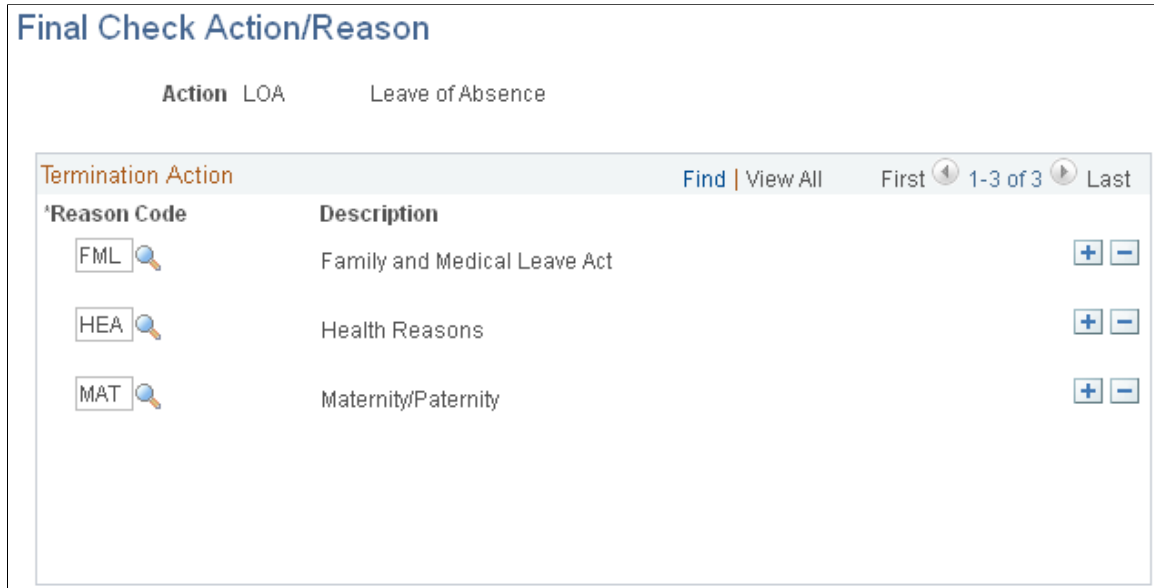 Final Check Action/Reason
Action LOA Leave of Absence
Termination Action Find | View All First 1-3 of 3 Last
*Reason Code Description
FML Family and Medical Leave Act
HEA Health Reasons
MAT Maternity/Paternity